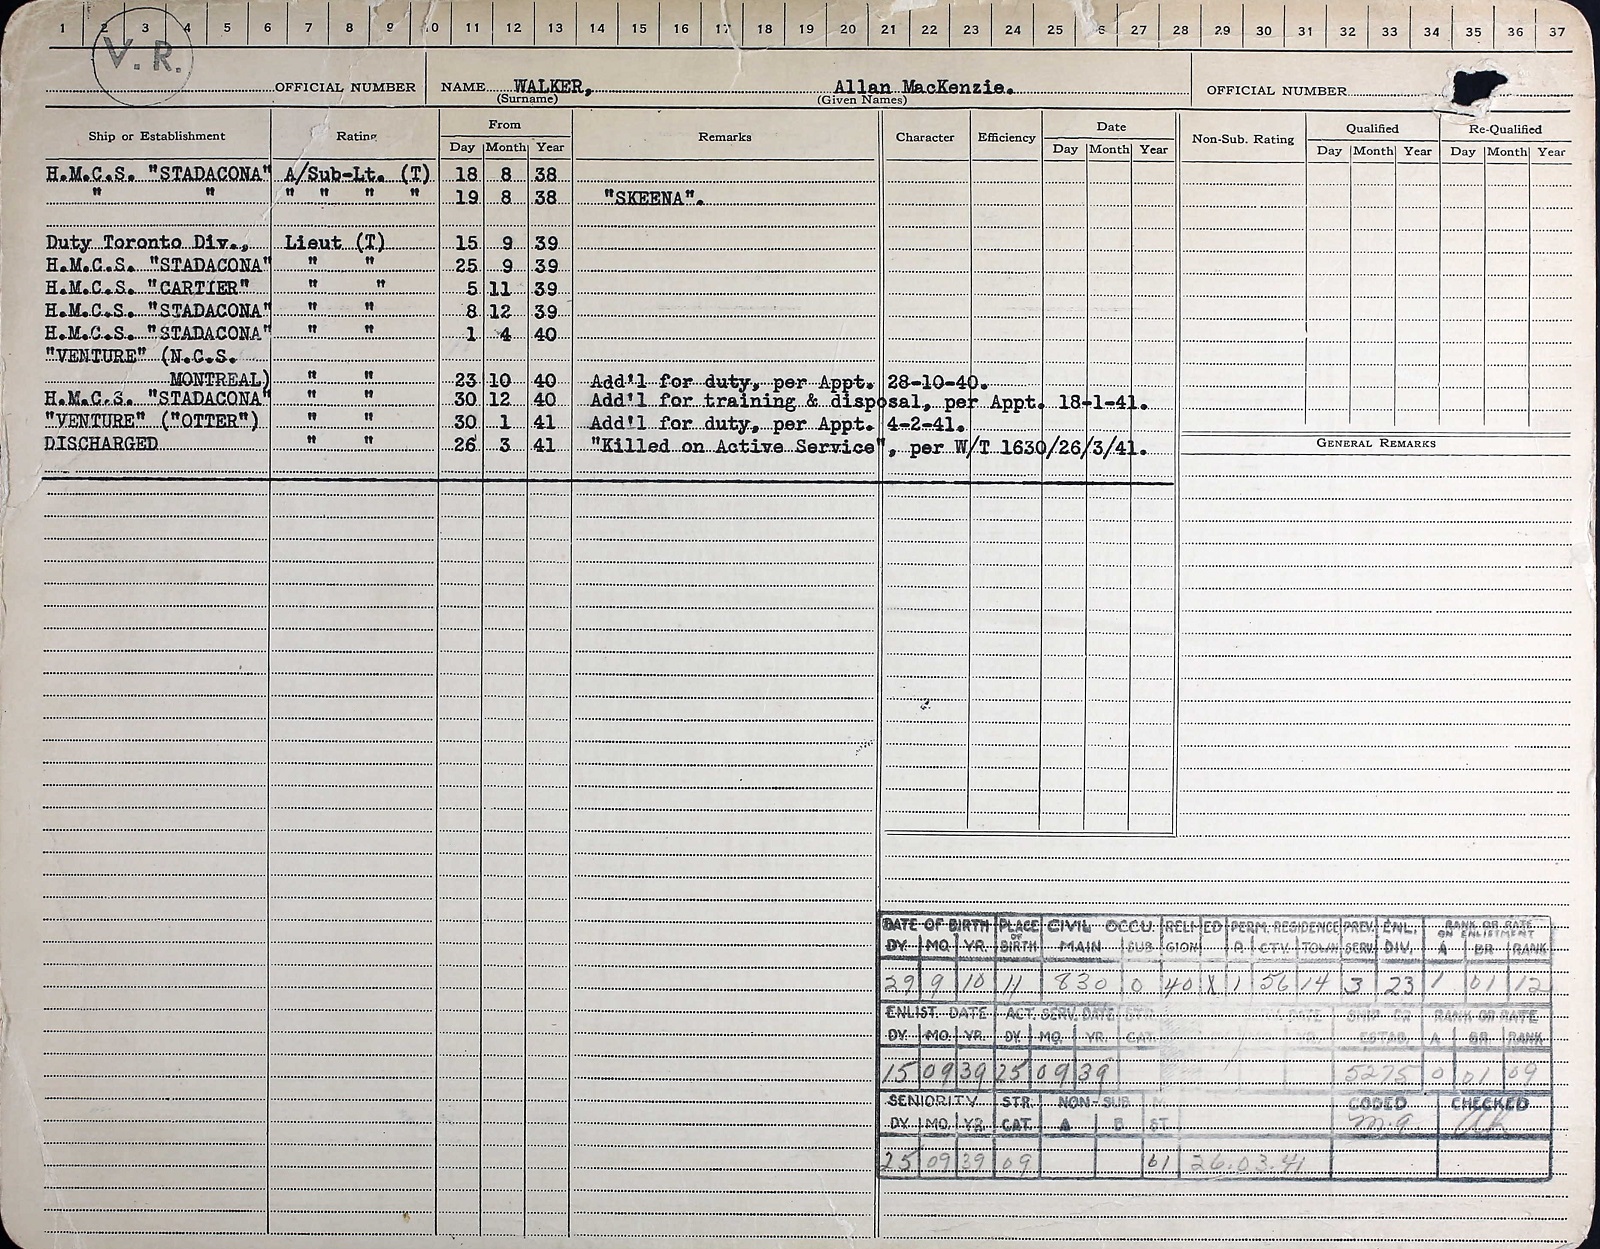 1 2 3 4 5 6 7 8 9 10 11 12 13 14 15 16 17 18 19 20 21 22 23 24 25 26 27 28 29 30 31 32 33 34 35 36 37
V. R.
OFFICIAL NUMBER NAME WALKER, Allan MacKenzie. OFFICIAL NUMBER
(Surname) (Given Names)
Ship or Establishment Rating From Remarks Character Efficiency Date Non-Sub. Rating Qualified Re-Qualified
Day Month Year Day Month Year Day Month Year Day Month Year
H.M.C.S. "STADACONA" A/Sub-Lt. (T) 18 8 38
" " " " " " 19 8 38 "SKEENA".
Duty Toronto Div., Lieut (T) 15 9 39
H.M.C.S. "STADACONA" " " 25 9 39
H.M.C.S. "CARTIER" " " 5 11 39
H.M.C.S. "STADACONA" " " 8 12 39
H.M.C.S. "STADACONA" " " 1 4 40
"VENTURE" (N.C.S.
MONTREAL) " " 23 10 40 Add'l for duty, per Appt. 28-10-40.
H.M.C.S. "STADACONA" " " 30 12 40 Add'l for training & disposal, per Appt. 18-1-41.
"VENTURE" ("OTTER") " " 30 1 41 Add'l for duty, per Appt. 4-2-41.
DISCHARGED " " 26 3 41 "Killed on Active Service", per W/T 1630/26/3/41.
GENERAL REMARKS
DATE OF BIRTH PLACE OF BIRTH CIVIL OCCU. RELIGION ED PERM. RESIDENCE PREV. SERV. ENL. DIV. RANK OR RATE ON ENLISTMENT
DY. MO. YR. MAIN SUB P. CTY. TOWN A BR RANK
29 9 10 11 830 0 40 X 1 56 14 3 23 1 01 12
ENLIST. DATE ACT. SERV. DATE DATE SHIP OR ESTAB. RANK OR RATE
DY. MO. YR. DY. MO. YR. CAT. YR. A BR. RANK
15 09 39 25 09 39 5275 0 01 09
SENIORITY STR. CAT. NON-SUB CODED CHECKED
DY. MO. YR. A B ST
25 09 39 09 61 26.03.41